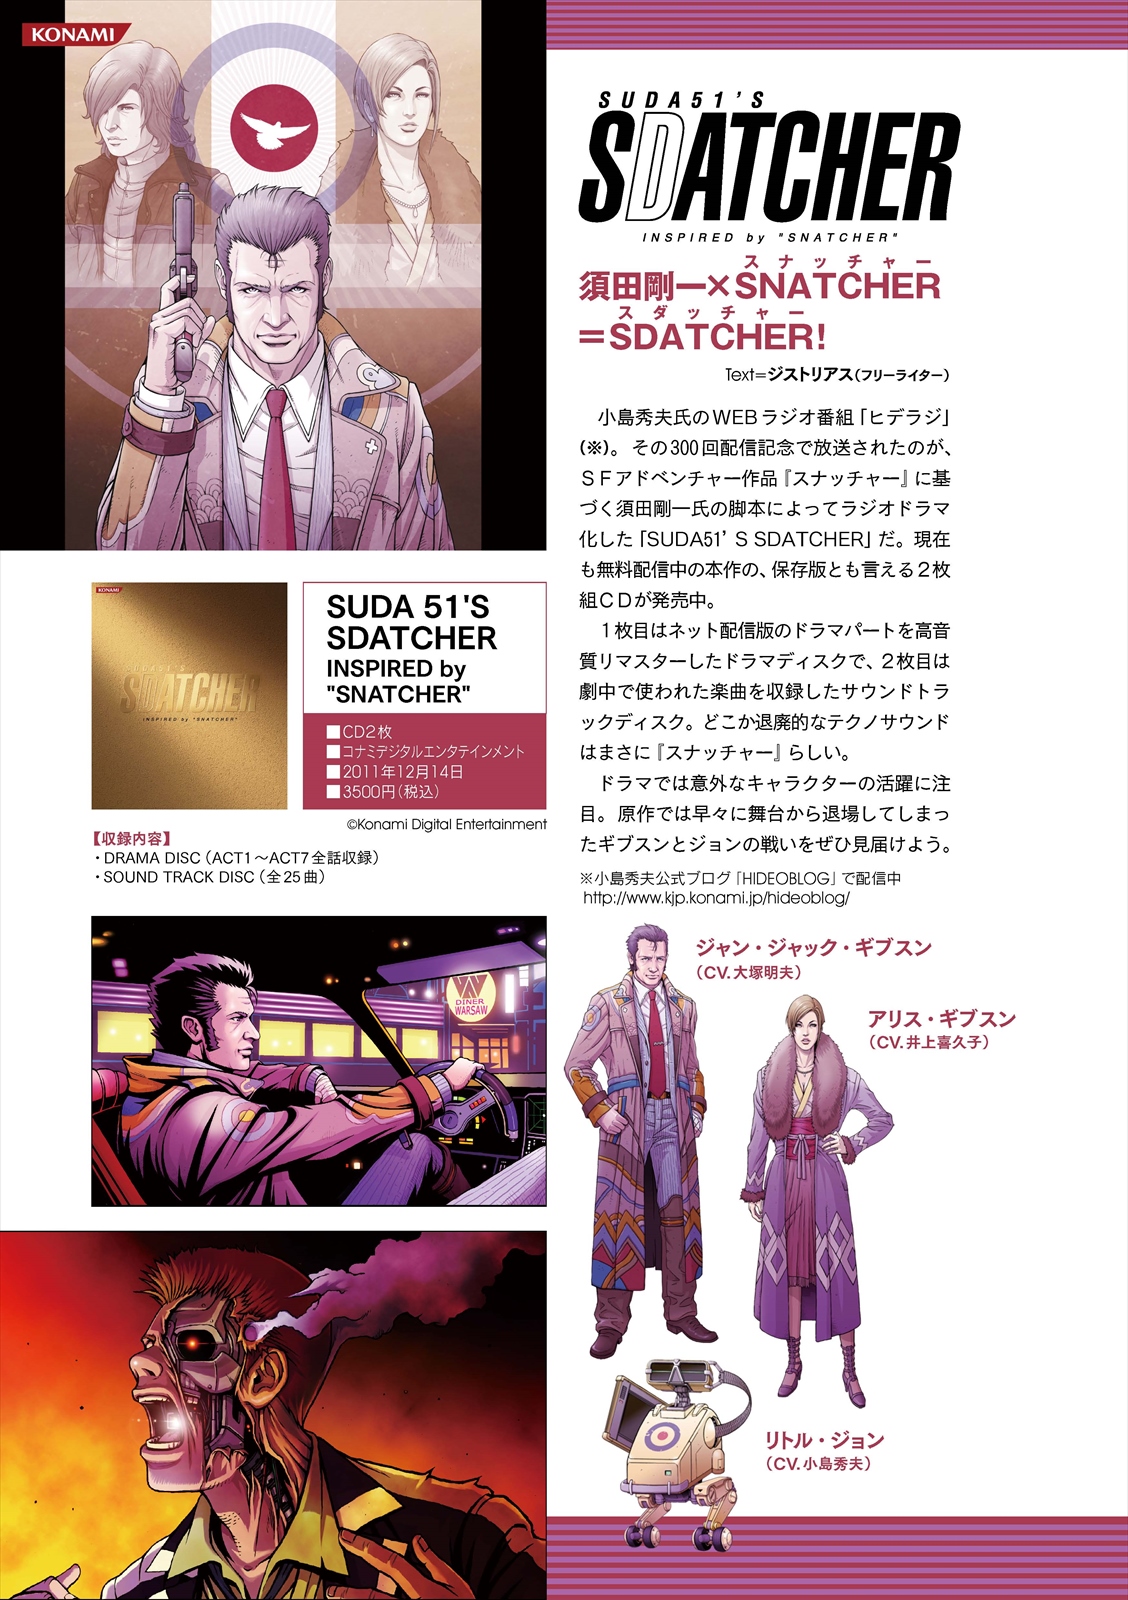 KONAMI
SUDA51'S
SDATCHER
INSPIRED by "SNATCHER"
スナッチャー
須田剛一×SNATCHER
スダッチャー
=SDATCHER!
Text=ジストリアス(フリーライター)
小島秀夫氏のWEBラジオ番組「ヒデラジ」
(※)。その300回配信記念で放送されたのが、
SFアドベンチャー作品『スナッチャー』に基
づく須田剛一氏の脚本によってラジオドラマ
化した「SUDA51'S SDATCHER」だ。現在
も無料配信中の本作の、保存版とも言える2枚
組CDが発売中。
1枚目はネット配信版のドラマパートを高音
質リマスターしたドラマディスクで、2枚目は
劇中で使われた楽曲を収録したサウンドトラ
ックディスク。どこか退廃的なテクノサウンド
はまさに『スナッチャー』らしい。
ドラマでは意外なキャラクターの活躍に注
目。原作では早々に舞台から退場してしまっ
たギブスンとジョンの戦いをぜひ見届けよう。
※小島秀夫公式ブログ「HIDEOBLOG」で配信中
http://www.kjp.konami.jp/hideoblog/
KONAMI
SUDA51'S
SDATCHER
INSPIRED by "SNATCHER"
SUDA 51'S
SDATCHER
INSPIRED by
"SNATCHER"
■CD2枚
■コナミデジタルエンタテインメント
■2011年12月14日
■3500円(税込)
©Konami Digital Entertainment
【収録内容】
・DRAMA DISC(ACT1〜ACT7全話収録)
・SOUND TRACK DISC(全25曲)
DINER
WARSAW
ジャン・ジャック・ギブスン
(CV.大塚明夫)
アリス・ギブスン
(CV.井上喜久子)
リトル・ジョン
(CV.小島秀夫)